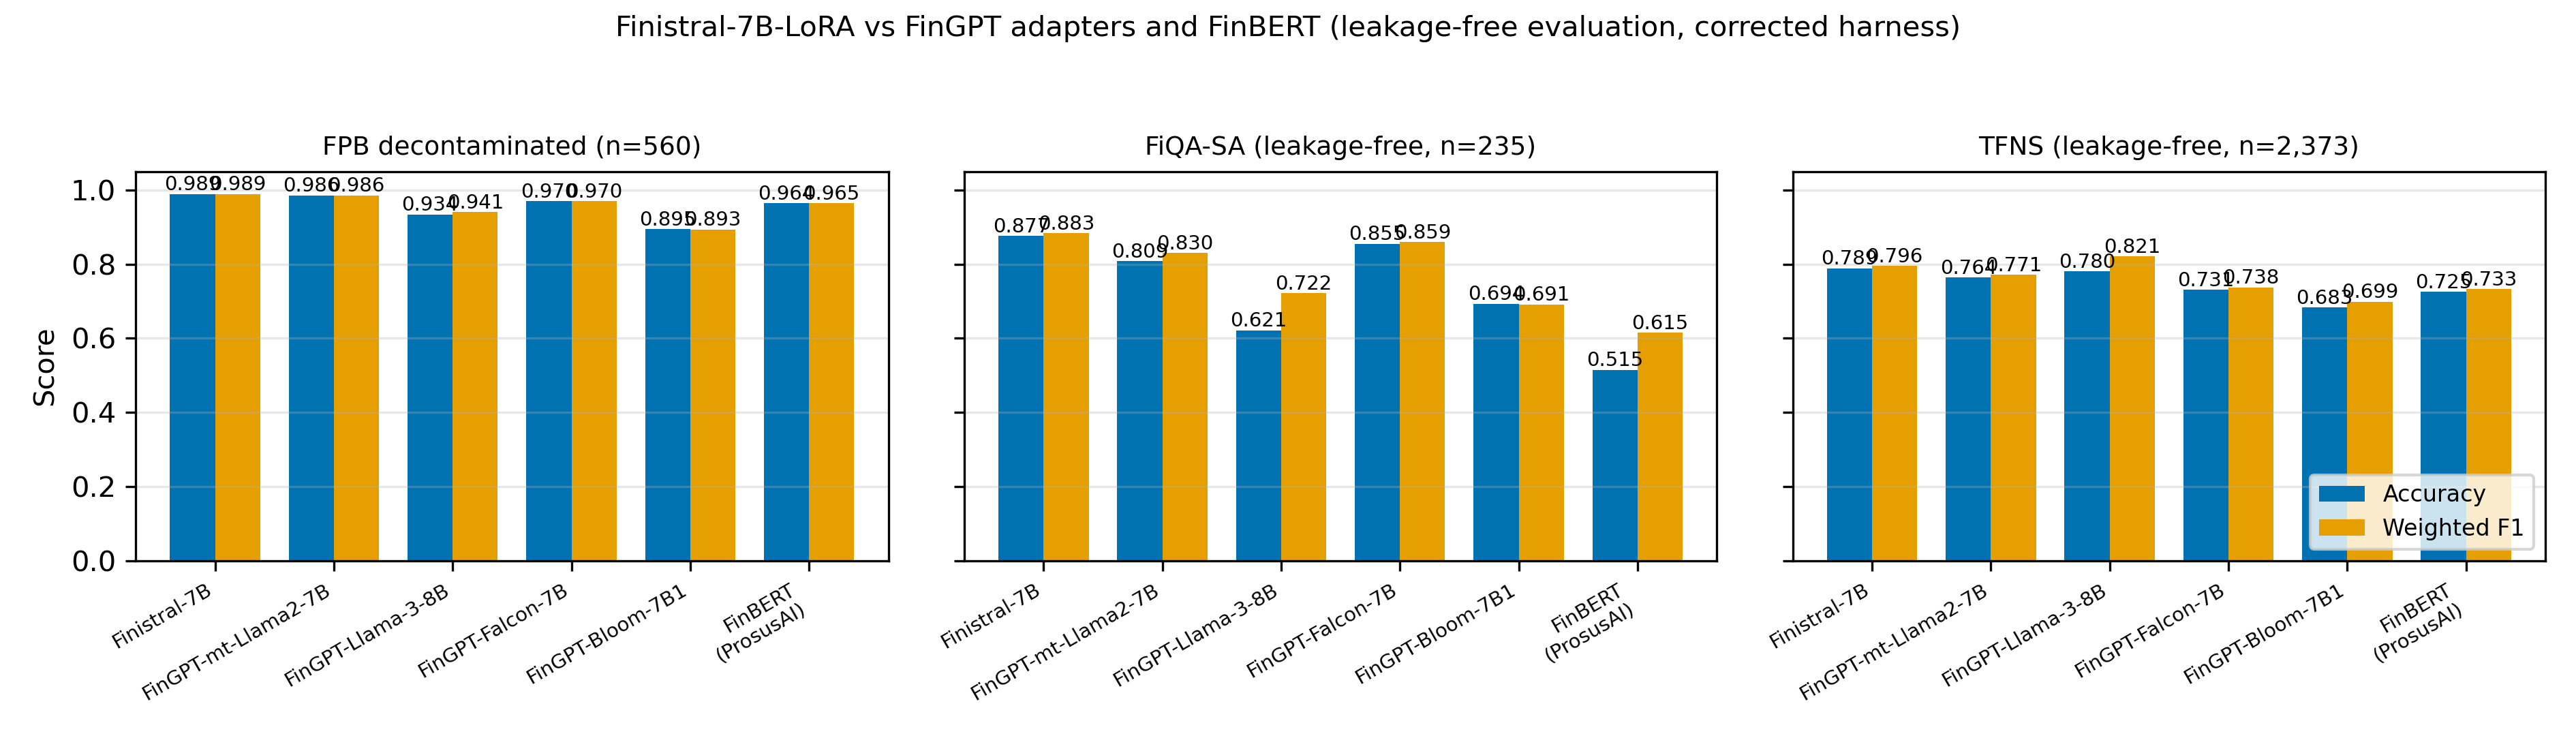 Finistral-7B-LoRA vs FinGPT adapters and FinBERT (leakage-free evaluation, corrected harness)
FPB decontaminated (n=560)
Score
1.0
0.8
0.6
0.4
0.2
0.0
0.989 0.989 0.986 0.986 0.934 0.941 0.970 0.970 0.895 0.893 0.964 0.965
Finistral-7B
FinGPT-mt-Llama2-7B
FinGPT-Llama-3-8B
FinGPT-Falcon-7B
FinGPT-Bloom-7B1
FinBERT
(ProsusAI)
FiQA-SA (leakage-free, n=235)
0.877 0.883 0.809 0.830 0.621 0.722 0.855 0.859 0.694 0.691 0.515 0.615
Finistral-7B
FinGPT-mt-Llama2-7B
FinGPT-Llama-3-8B
FinGPT-Falcon-7B
FinGPT-Bloom-7B1
FinBERT
(ProsusAI)
TFNS (leakage-free, n=2,373)
0.789 0.796 0.764 0.771 0.780 0.821 0.731 0.738 0.683 0.699 0.725 0.733
Accuracy
Weighted F1
Finistral-7B
FinGPT-mt-Llama2-7B
FinGPT-Llama-3-8B
FinGPT-Falcon-7B
FinGPT-Bloom-7B1
FinBERT
(ProsusAI)